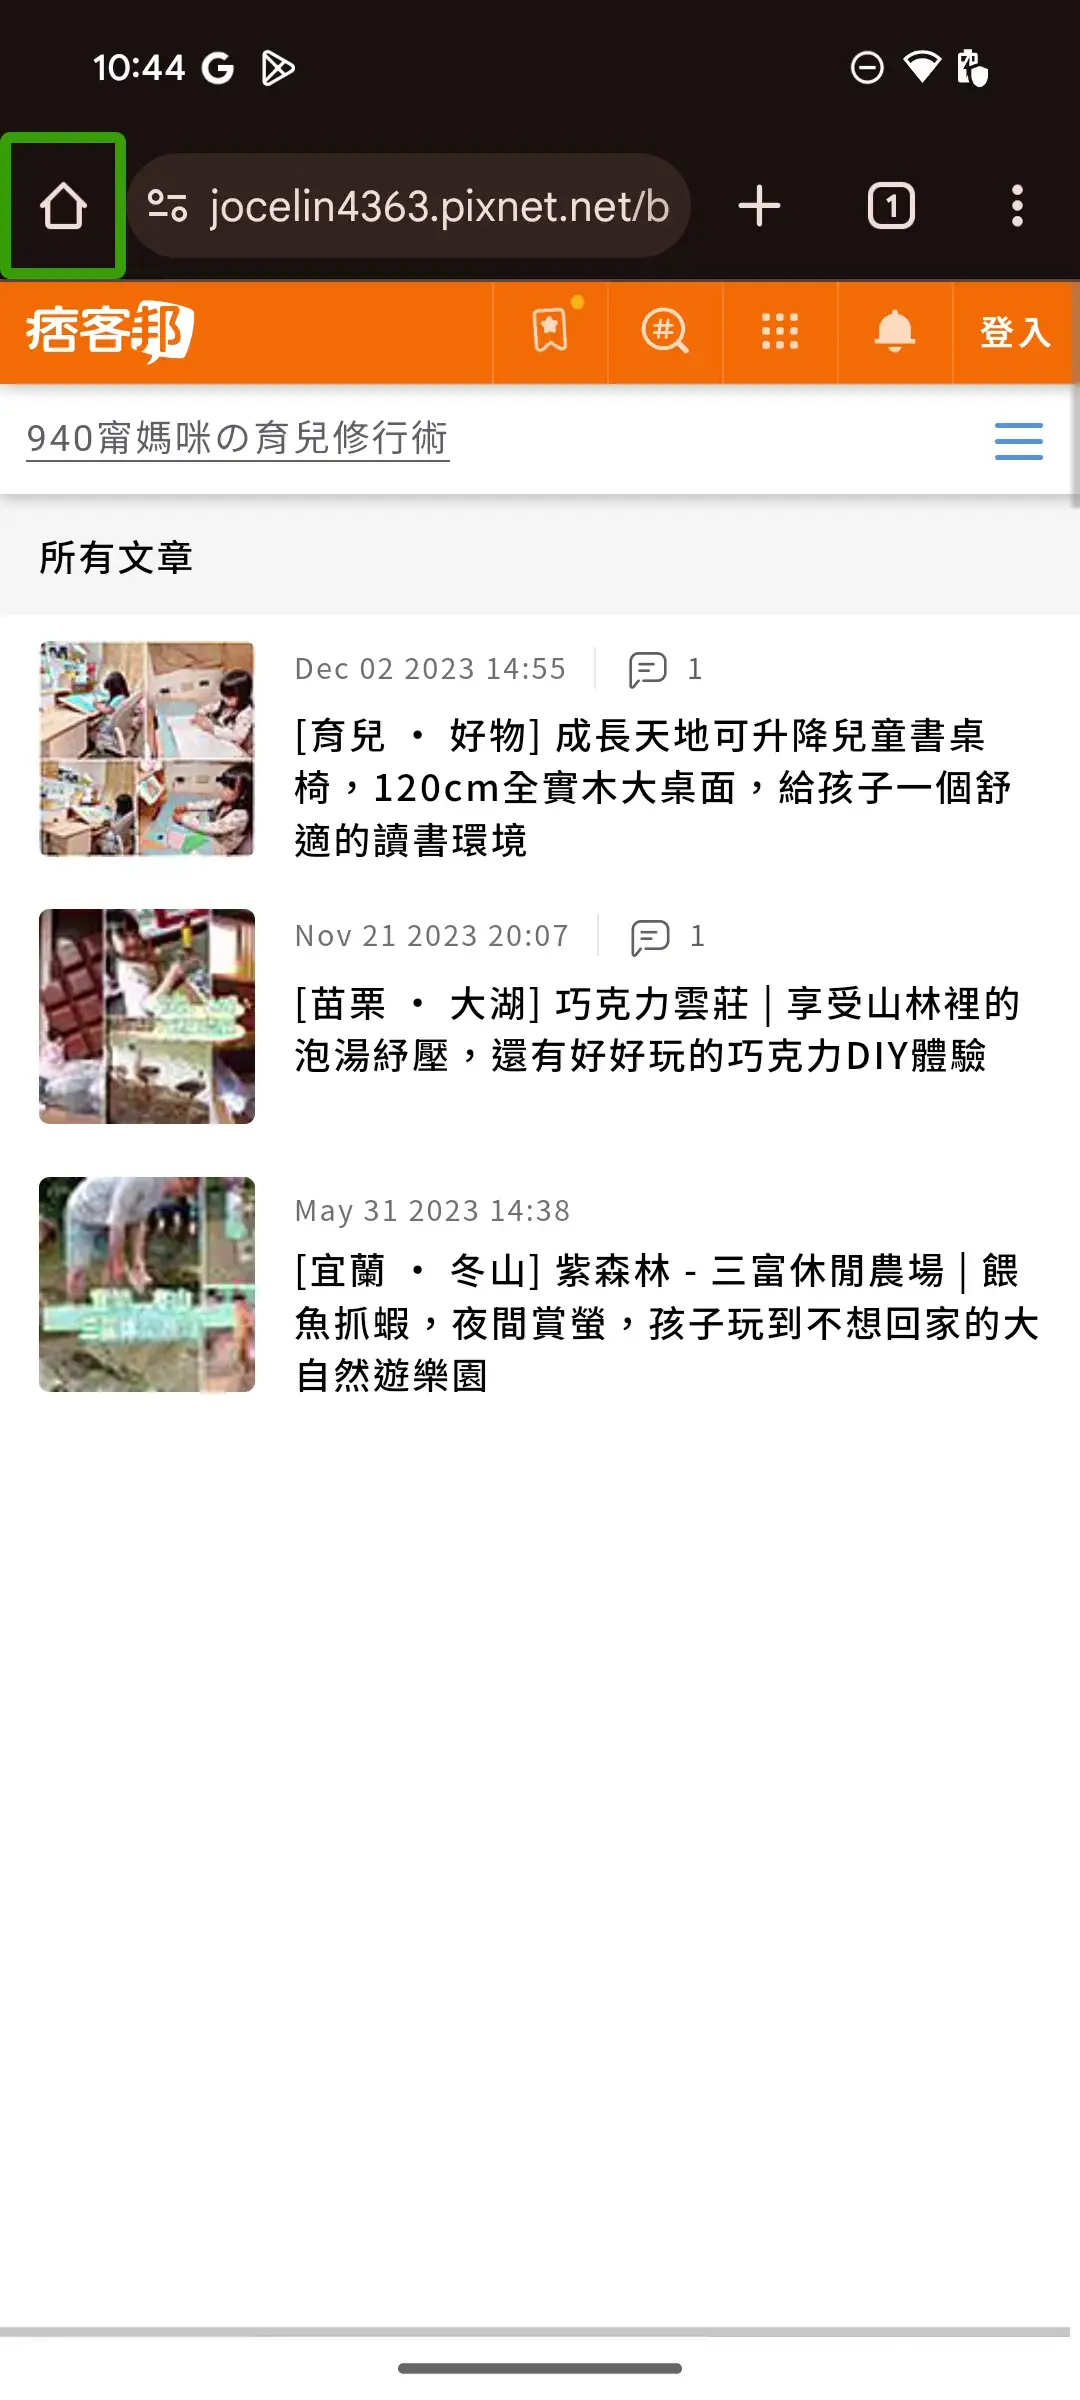 10:44
jocelin4363.pixnet.net/b
1
痞客邦
登入
940甯媽咪の育兒修行術
所有文章
Dec 02 2023 14:55
1
[育兒 • 好物] 成長天地可升降兒童書桌
椅，120cm全實木大桌面，給孩子一個舒
適的讀書環境
Nov 21 2023 20:07
1
[苗栗 • 大湖] 巧克力雲莊 | 享受山林裡的
泡湯紓壓，還有好好玩的巧克力DIY體驗
May 31 2023 14:38
[宜蘭 • 冬山] 紫森林 - 三富休閒農場 | 餵
魚抓蝦，夜間賞螢，孩子玩到不想回家的大
自然遊樂園